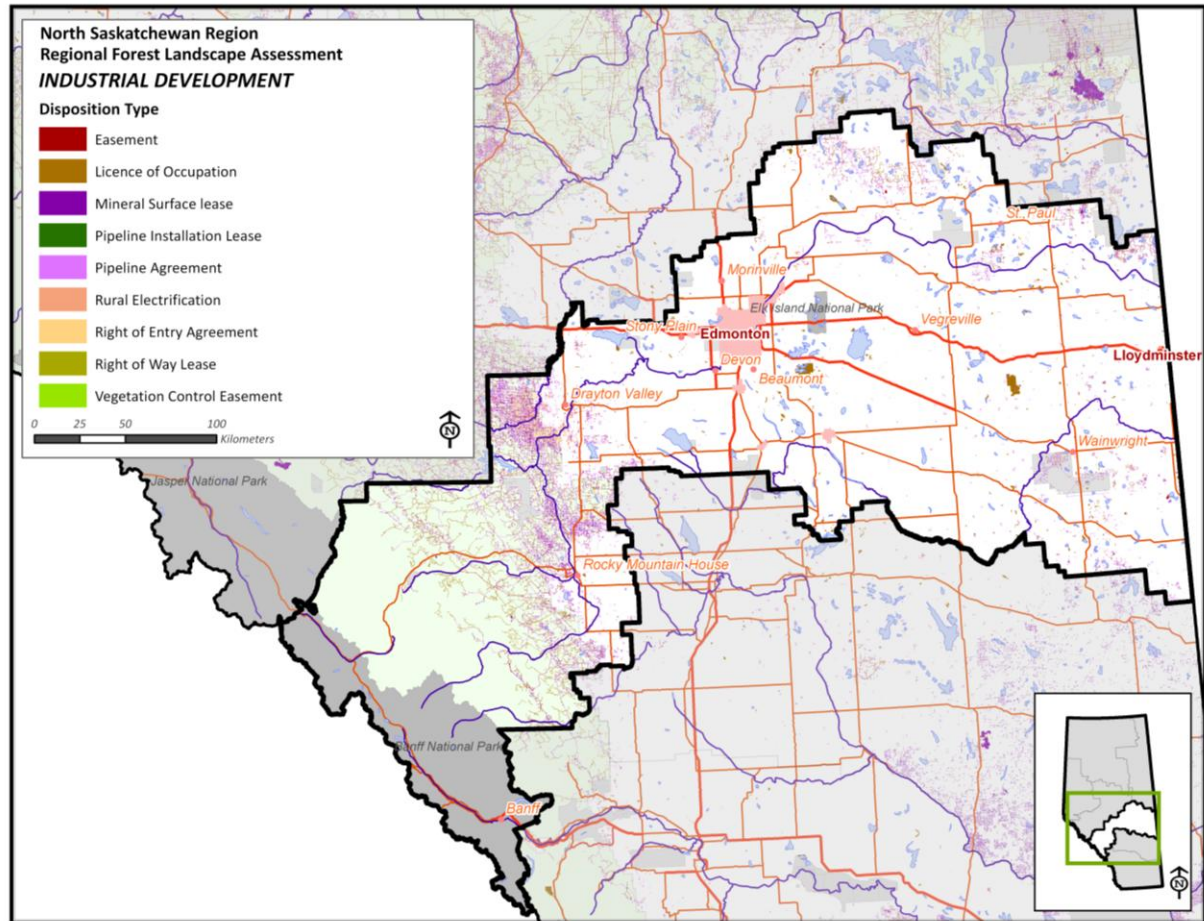 North Saskatchewan Region
Regional Forest Landscape Assessment
INDUSTRIAL DEVELOPMENT
Disposition Type
Easement
Licence of Occupation
Mineral Surface lease
Pipeline Installation Lease
Pipeline Agreement
Rural Electrification
Right of Entry Agreement
Right of Way Lease
Vegetation Control Easement
0 25 50 100
Kilometers
N
St. Paul
Morinville
Elk Island National Park
Stony Plain
Edmonton
Vegreville
Lloydminster
Devon
Beaumont
Drayton Valley
Wainwright
Jasper National Park
Rocky Mountain House
Banff National Park
Banff
N